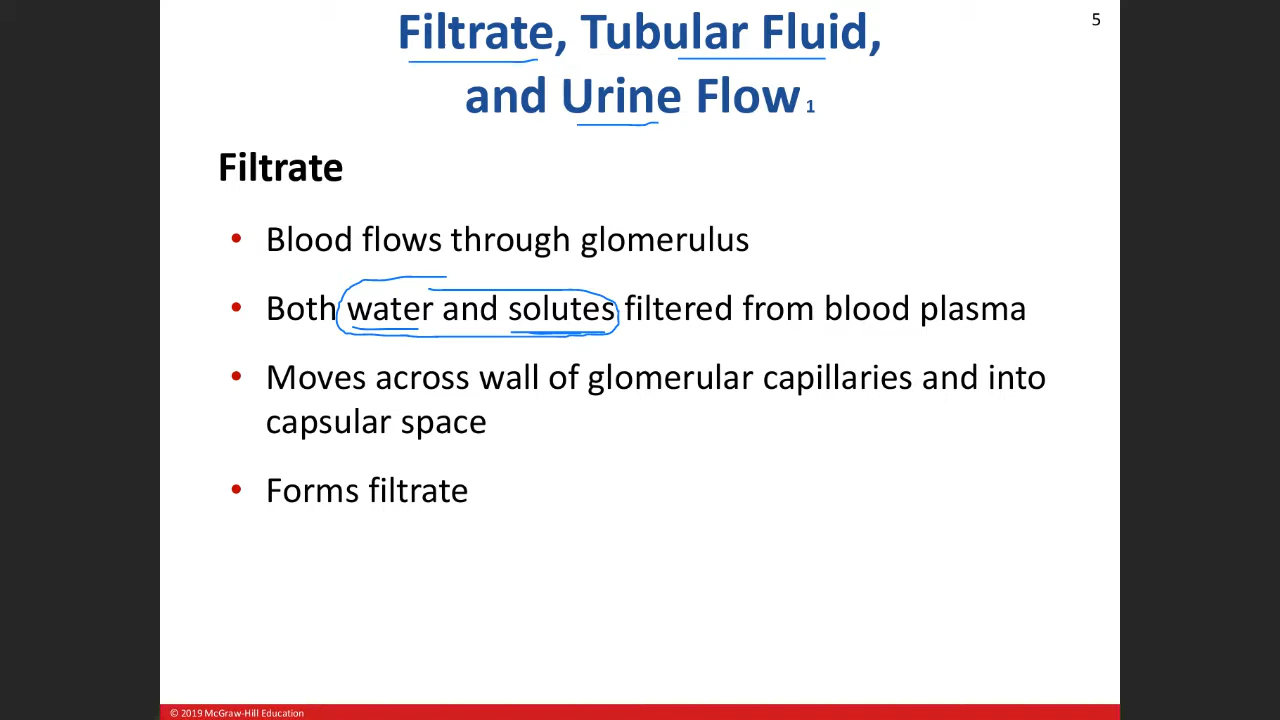 5
Filtrate, Tubular Fluid,
and Urine Flow 1
Filtrate
• Blood flows through glomerulus
• Both water and solutes filtered from blood plasma
• Moves across wall of glomerular capillaries and into
capsular space
• Forms filtrate
© 2019 McGraw-Hill Education